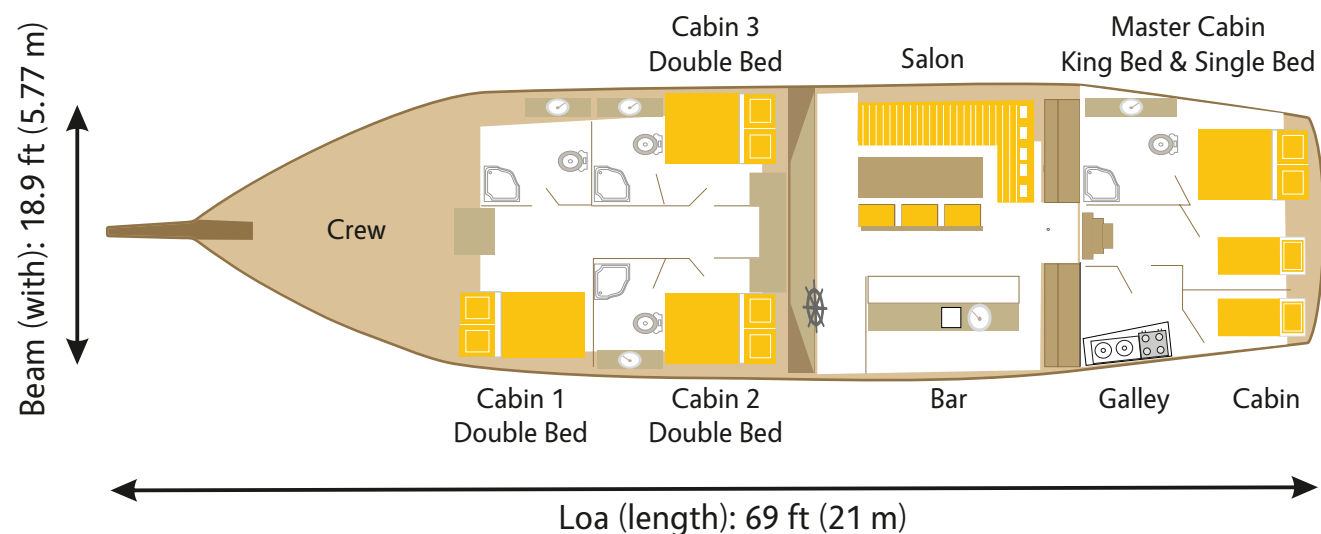 Cabin 3
Double Bed
Salon
Master Cabin
King Bed & Single Bed
Beam (with): 18.9 ft (5.77 m)
Crew
Cabin 1
Double Bed
Cabin 2
Double Bed
Bar
Galley
Cabin
Loa (length): 69 ft (21 m)